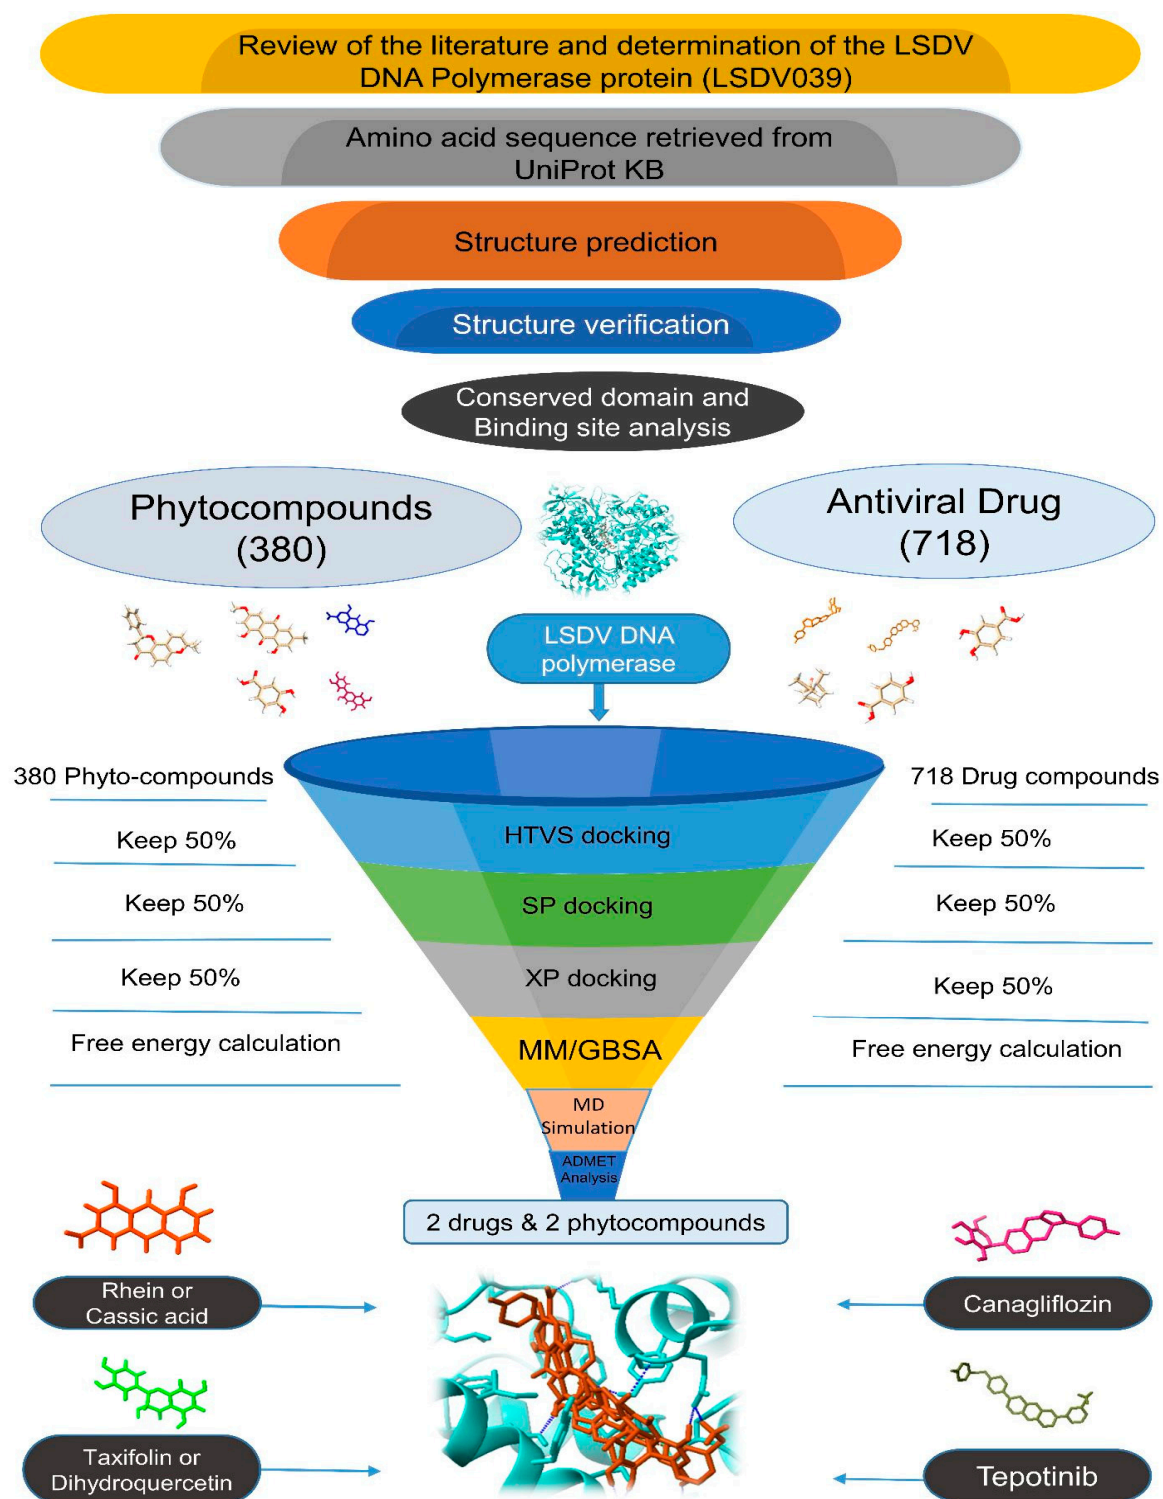 Review of the literature and determination of the LSDV
DNA Polymerase protein (LSDV039)
Amino acid sequence retrieved from
UniProt KB
Structure prediction
Structure verification
Conserved domain and
Binding site analysis
Phytocompounds
(380)
Antiviral Drug
(718)
LSDV DNA
polymerase
380 Phyto-compounds
718 Drug compounds
HTVS docking
Keep 50%
Keep 50%
SP docking
Keep 50%
Keep 50%
XP docking
Keep 50%
Keep 50%
MM/GBSA
Free energy calculation
Free energy calculation
MD
Simulation
ADMET
Analysis
2 drugs & 2 phytocompounds
Rhein or
Cassic acid
Canagliflozin
Taxifolin or
Dihydroquercetin
Tepotinib